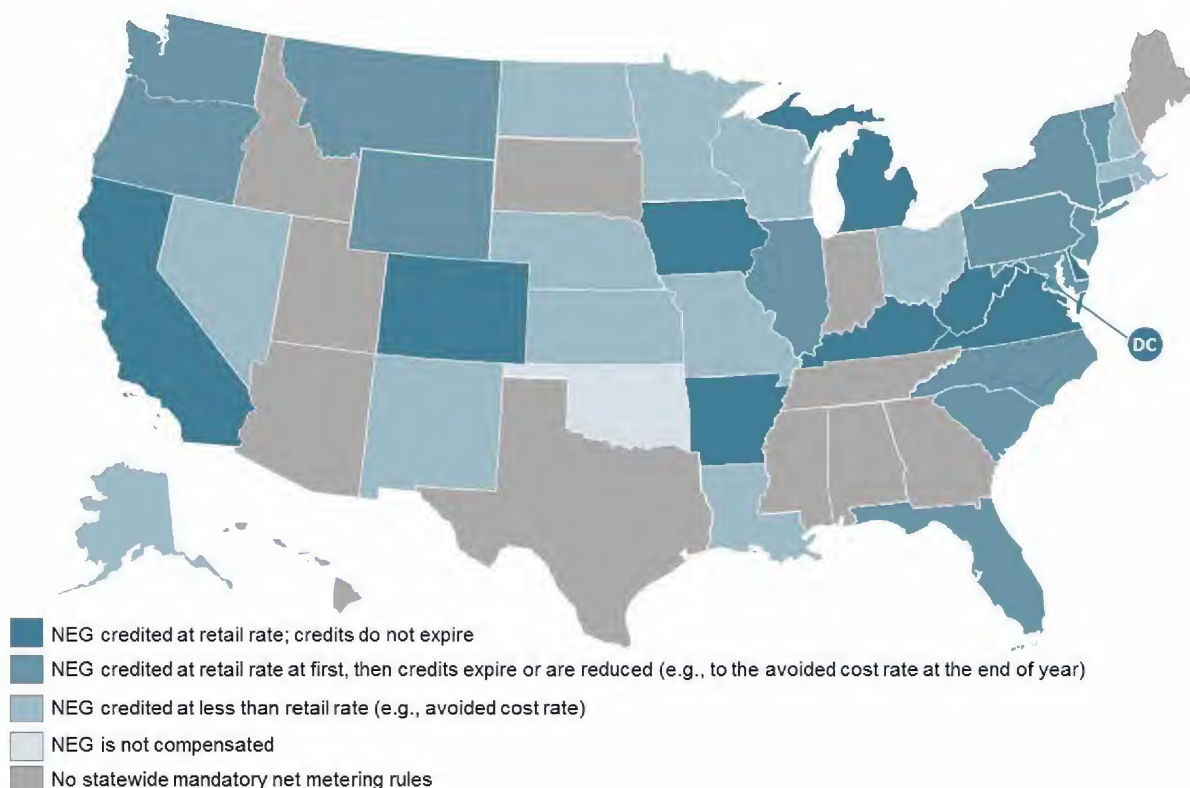 DC
NEG credited at retail rate; credits do not expire
NEG credited at retail rate at first, then credits expire or are reduced (e.g., to the avoided cost rate at the end of year)
NEG credited at less than retail rate (e.g., avoided cost rate)
NEG is not compensated
No statewide mandatory net metering rules